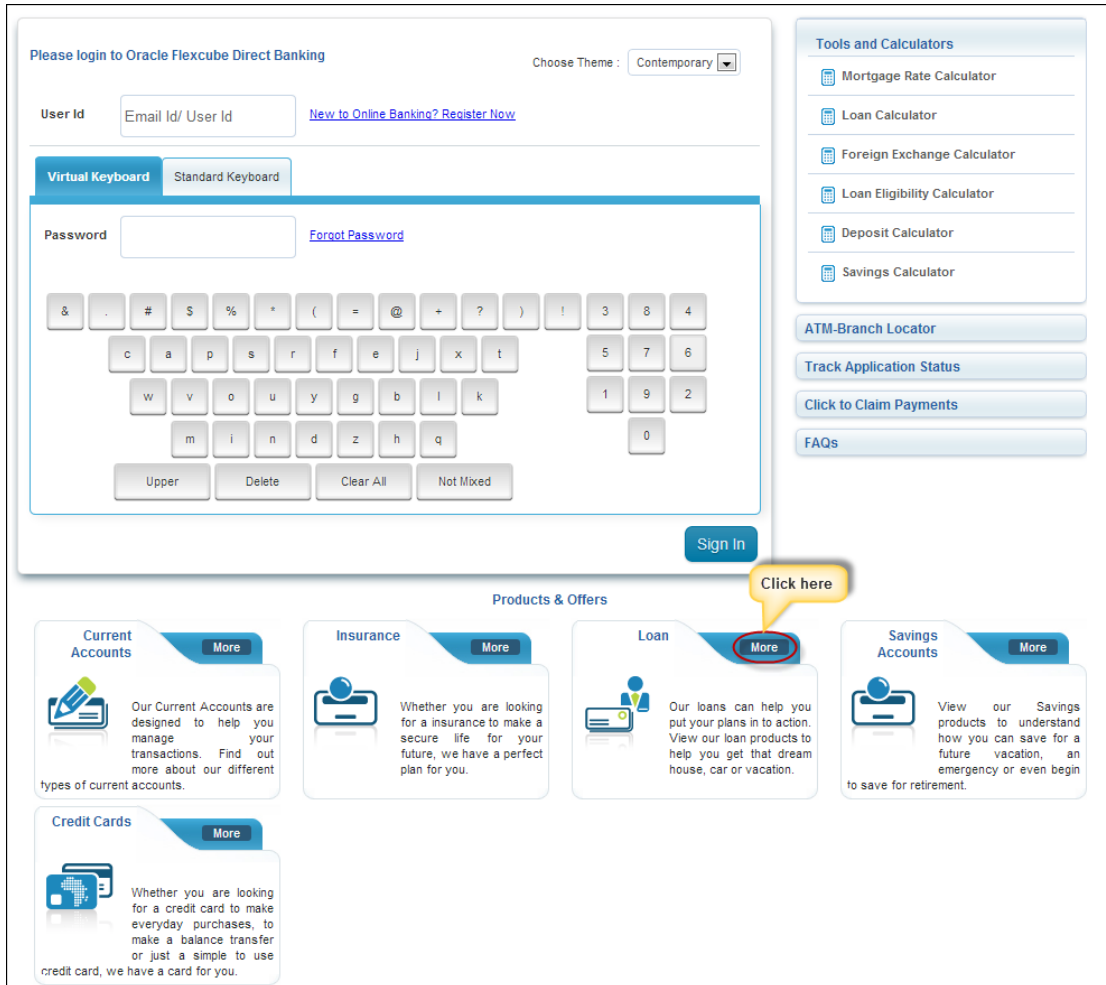 Please login to Oracle Flexcube Direct Banking
Choose Theme :
Contemporary
User Id
Email Id/ User Id
New to Online Banking? Register Now
Virtual Keyboard
Standard Keyboard
Password
Forgot Password
& . # $ % * ( = @ + ? ) ! 3 8 4
c a p s r f e j x t 5 7 6
w v o u y g b l k 1 9 2
m i n d z h q 0
Upper Delete Clear All Not Mixed
Sign In
Tools and Calculators
Mortgage Rate Calculator
Loan Calculator
Foreign Exchange Calculator
Loan Eligibility Calculator
Deposit Calculator
Savings Calculator
ATM-Branch Locator
Track Application Status
Click to Claim Payments
FAQs
Click here
Products & Offers
Current
Accounts
More
Our Current Accounts are
designed to help you
manage your
transactions. Find out
more about our different
types of current accounts.
Insurance
More
Whether you are looking
for a insurance to make a
secure life for your
future, we have a perfect
plan for you.
Loan
More
Our loans can help you
put your plans in to action.
View our loan products to
help you get that dream
house, car or vacation.
Savings
Accounts
More
View our Savings
products to understand
how you can save for a
future vacation, an
emergency or even begin
to save for retirement.
Credit Cards
More
Whether you are looking
for a credit card to make
everyday purchases, to
make a balance transfer
or just a simple to use
credit card, we have a card for you.